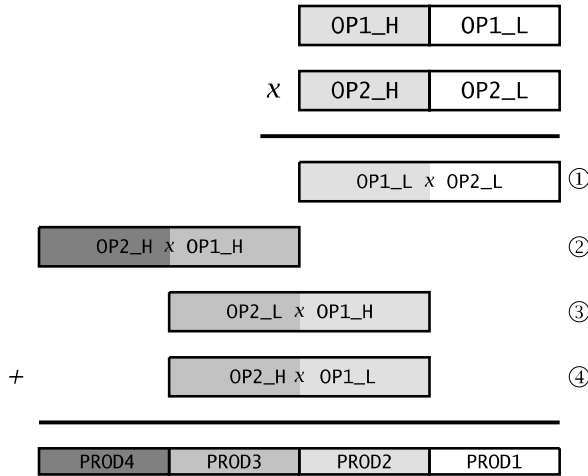 OP1_H OP1_L
x OP2_H OP2_L
OP1_L x OP2_L ①
OP2_H x OP1_H ②
OP2_L x OP1_H ③
+ OP2_H x OP1_L ④
PROD4 PROD3 PROD2 PROD1